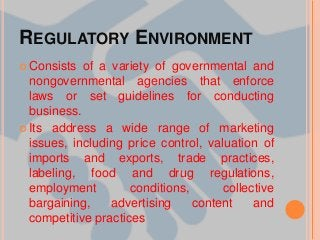 REGULATORY ENVIRONMENT
Consists of a variety of governmental and
nongovernmental agencies that enforce
laws or set guidelines for conducting
business.
Its address a wide range of marketing
issues, including price control, valuation of
imports and exports, trade practices,
labeling, food and drug regulations,
employment conditions, collective
bargaining, advertising content and
competitive practices